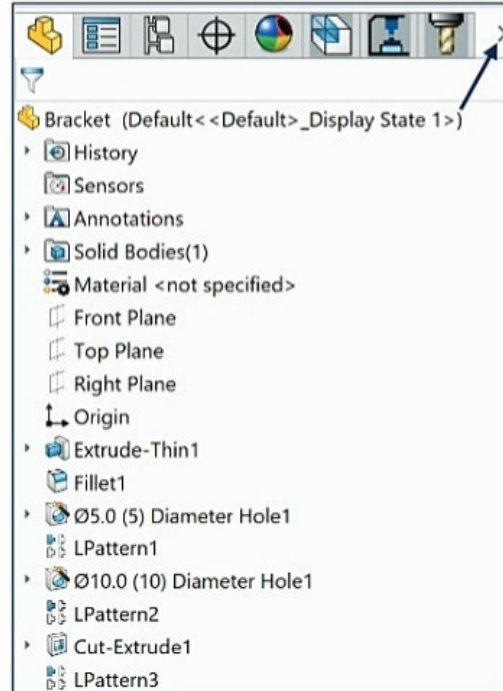 Bracket (Default<<Default>_Display State 1>)
History
Sensors
Annotations
Solid Bodies(1)
Material <not specified>
Front Plane
Top Plane
Right Plane
Origin
Extrude-Thin1
Fillet1
Ø5.0 (5) Diameter Hole1
LPattern1
Ø10.0 (10) Diameter Hole1
LPattern2
Cut-Extrude1
LPattern3